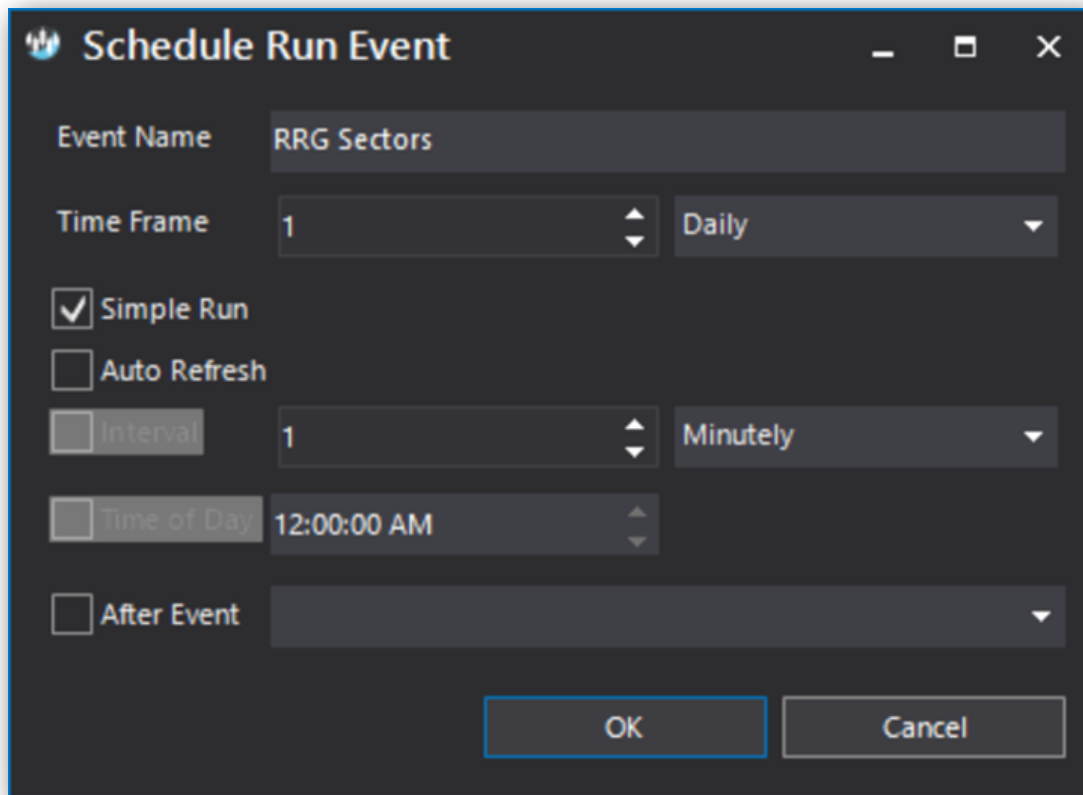 Schedule Run Event
Event Name RRG Sectors
Time Frame 1 Daily
Simple Run
Auto Refresh
Interval 1 Minutely
Time of Day 12:00:00 AM
After Event
OK Cancel